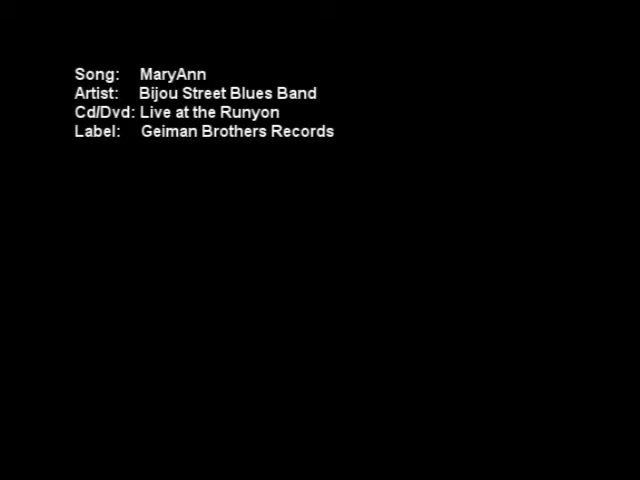 Song: MaryAnn
Artist: Bijou Street Blues Band
Cd/Dvd: Live at the Runyon
Label: Geiman Brothers Records